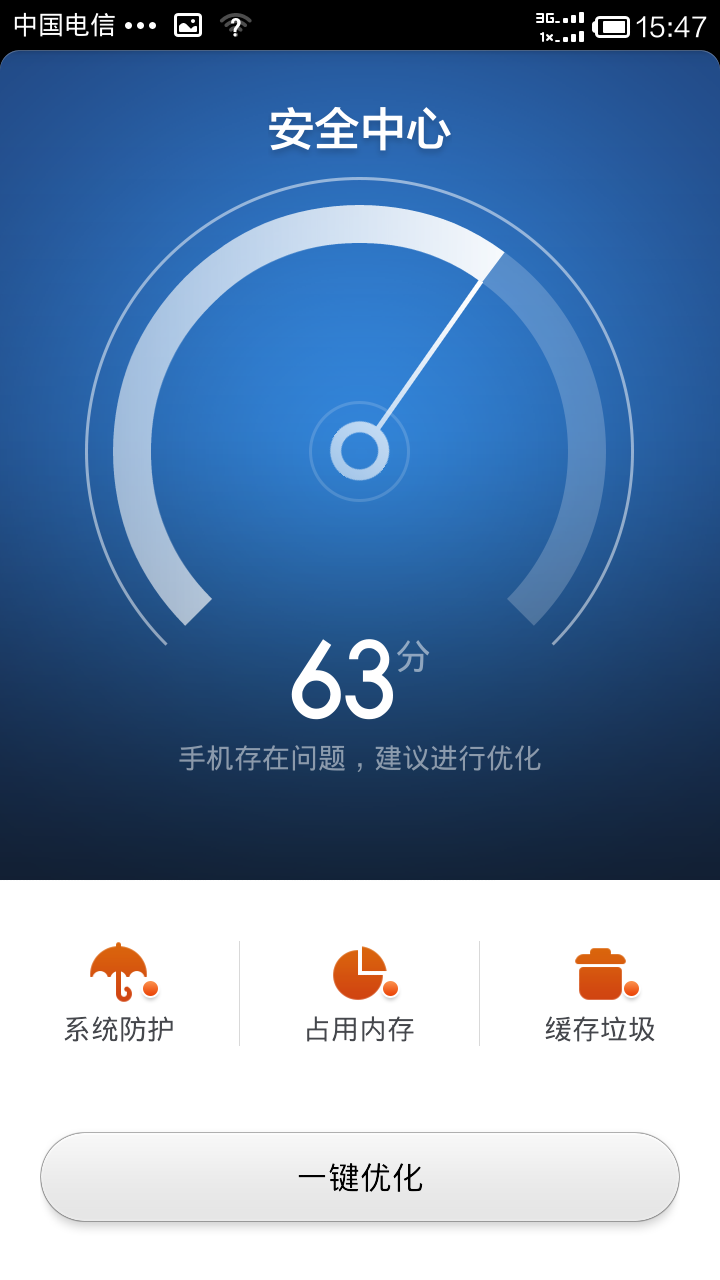 中国电信 ••• 3G 1× 15:47
安全中心
63分
手机存在问题，建议进行优化
系统防护 占用内存 缓存垃圾
一键优化